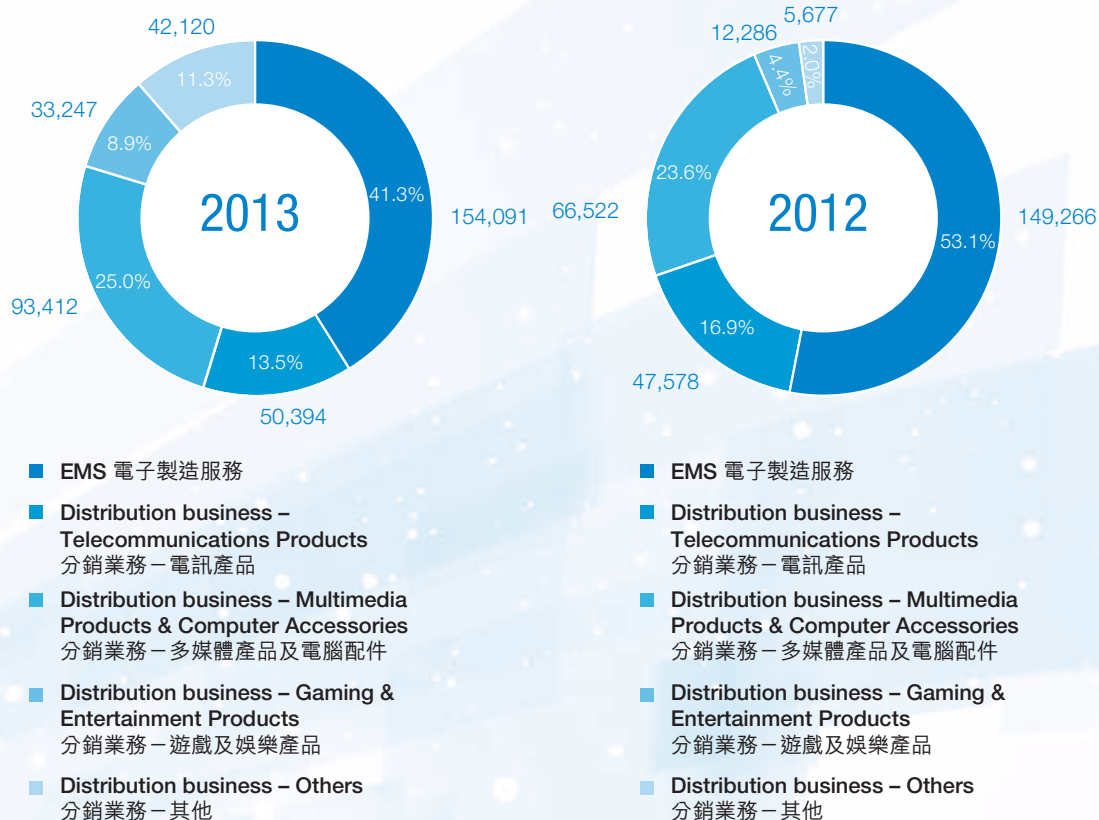 42,120
11.3%
33,247
8.9%
2013
41.3%
154,091
25.0%
93,412
13.5%
50,394
5,677
12,286
2.0%
4.4%
23.6%
66,522
2012
149,266
53.1%
16.9%
47,578
EMS 電子製造服務
Distribution business –
Telecommunications Products
分銷業務－電訊產品
Distribution business – Multimedia
Products & Computer Accessories
分銷業務－多媒體產品及電腦配件
Distribution business – Gaming &
Entertainment Products
分銷業務－遊戲及娛樂產品
Distribution business – Others
分銷業務－其他
EMS 電子製造服務
Distribution business –
Telecommunications Products
分銷業務－電訊產品
Distribution business – Multimedia
Products & Computer Accessories
分銷業務－多媒體產品及電腦配件
Distribution business – Gaming &
Entertainment Products
分銷業務－遊戲及娛樂產品
Distribution business – Others
分銷業務－其他